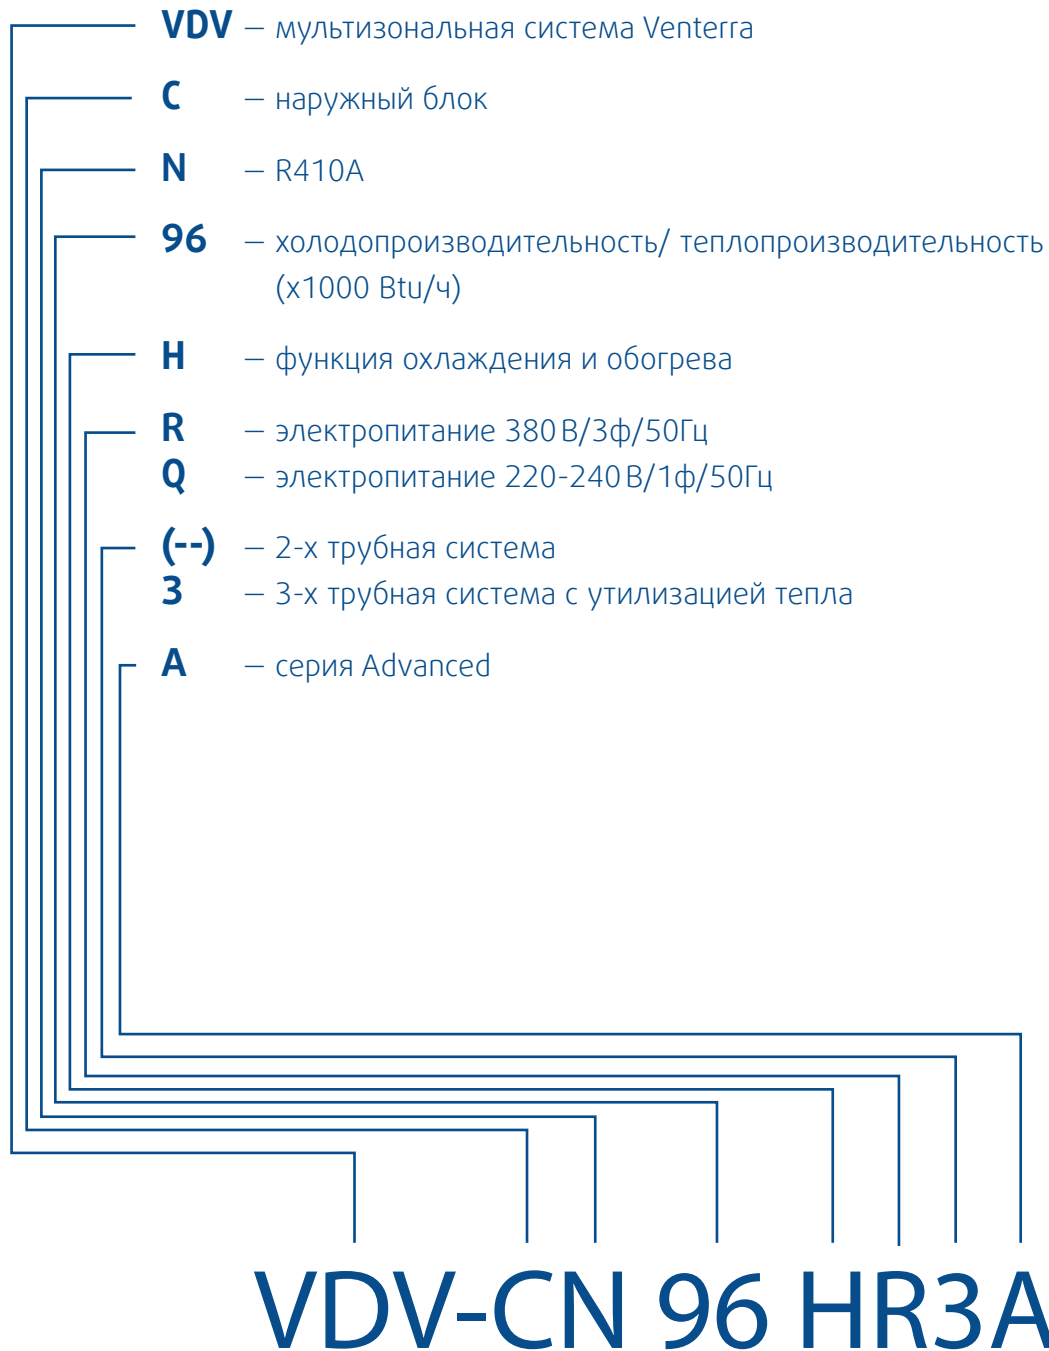 VDV — мультизональная система Venterra
C — наружный блок
N — R410A
96 — холодопроизводительность/ теплопроизводительность
(x1000 Btu/ч)
H — функция охлаждения и обогрева
R — электропитание 380 В/3ф/50Гц
Q — электропитание 220-240 В/1ф/50Гц
(--) — 2-х трубная система
3 — 3-х трубная система с утилизацией тепла
A — серия Advanced
VDV-CN 96 HR3A